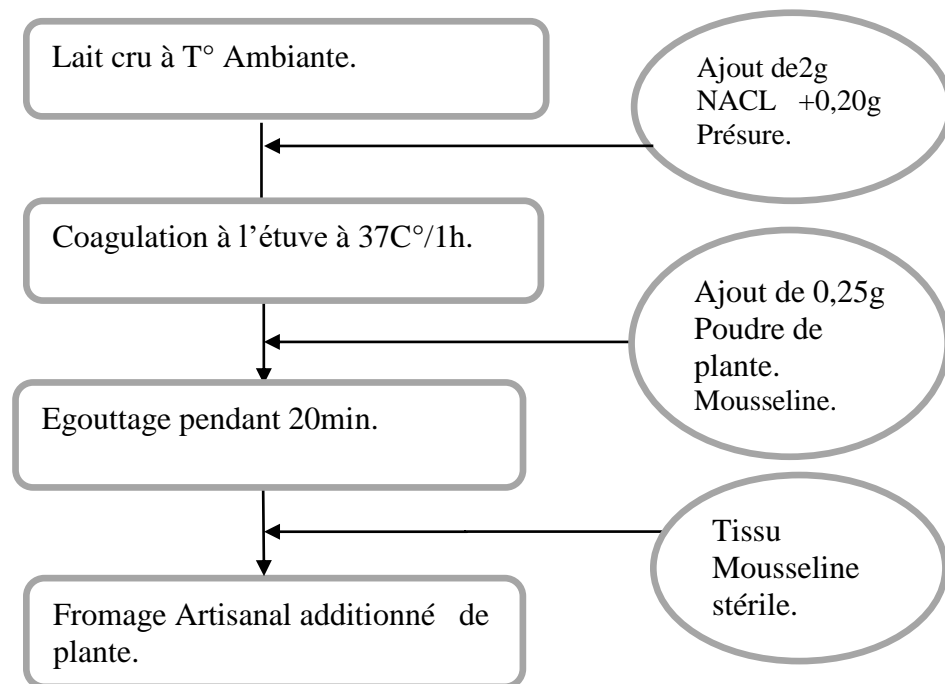 Lait cru à T° Ambiante.
Ajout de2g
NACL +0,20g
Présure.
Coagulation à l’étuve à 37C°/1h.
Ajout de 0,25g
Poudre de
plante.
Mousseline.
Egouttage pendant 20min.
Tissu
Mousseline
stérile.
Fromage Artisanal additionné de
plante.